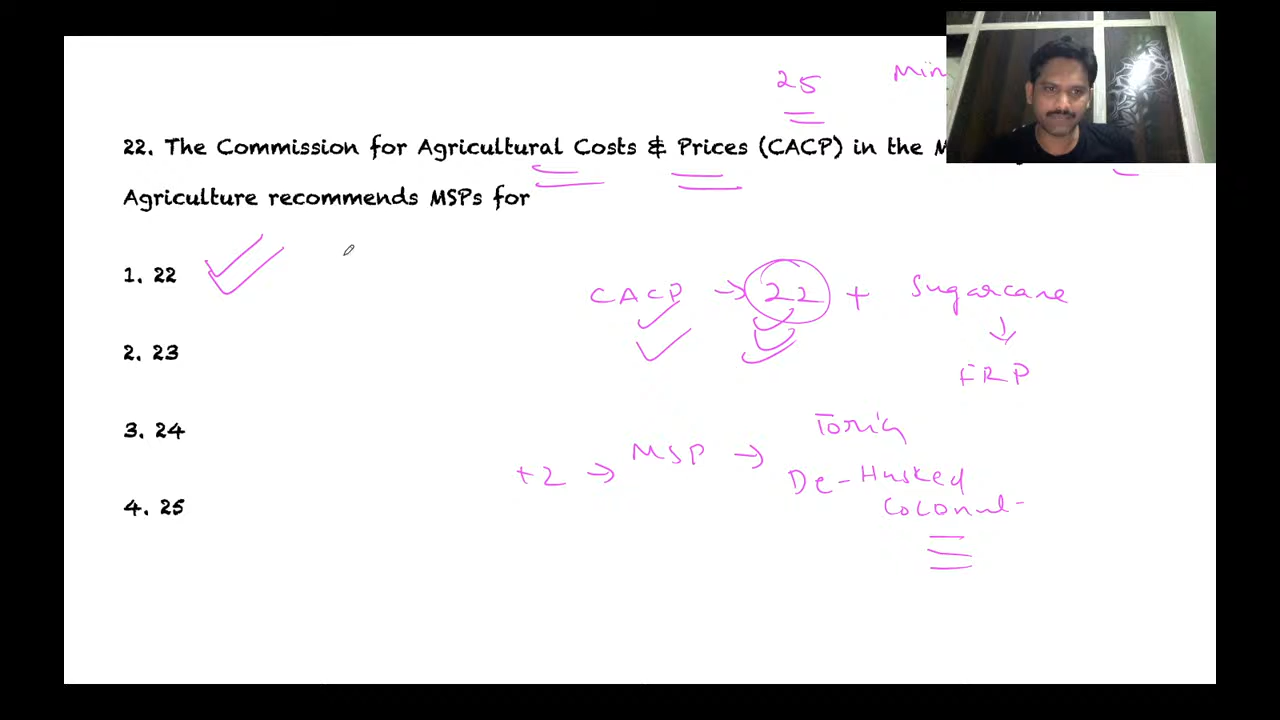 25 Min
22. The Commission for Agricultural Costs & Prices (CACP) in the M
Agriculture recommends MSPs for
1. 22
CACP → 22 + Sugarcane
↓
2. 23
FRP
3. 24
Toria
+2 → MSP →
De-Husked
4. 25
Coconut